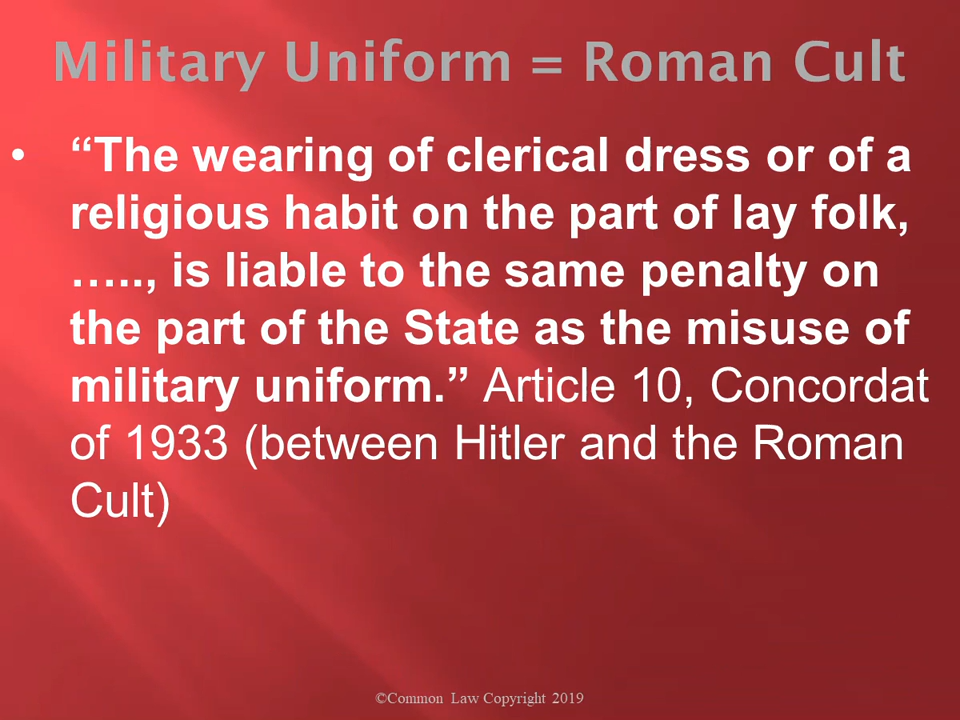 Military Uniform = Roman Cult
• “The wearing of clerical dress or of a
religious habit on the part of lay folk,
….., is liable to the same penalty on
the part of the State as the misuse of
military uniform.” Article 10, Concordat
of 1933 (between Hitler and the Roman
Cult)
©Common Law Copyright 2019